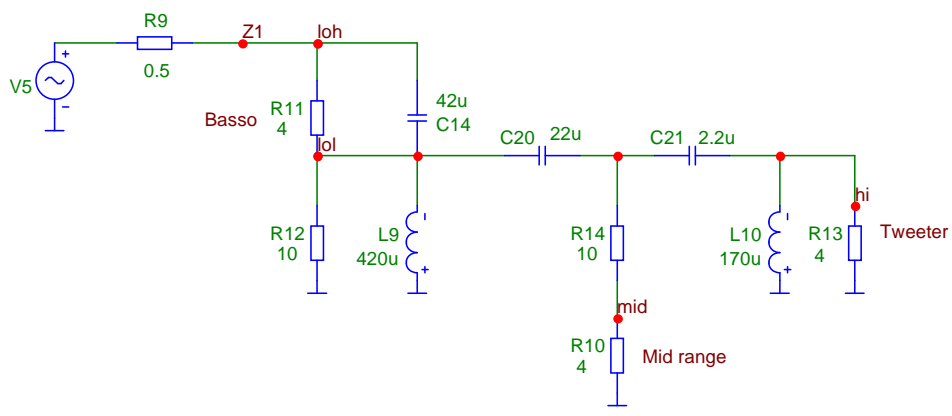 R9
Z1
loh
0.5
V5
Basso
R11
4
42u
C14
lol
C20
22u
C21
2.2u
hi
R12
10
L9
420u
R14
10
L10
170u
R13
4
Tweeter
mid
R10
4
Mid range